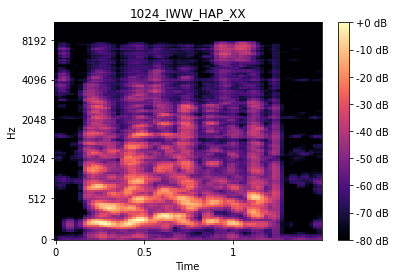 1024_IWW_HAP_XX
+0 dB
8192
-10 dB
4096
-20 dB
-30 dB
2048
Hz
-40 dB
1024
-50 dB
512
-60 dB
-70 dB
0
-80 dB
0
0.5
1
Time